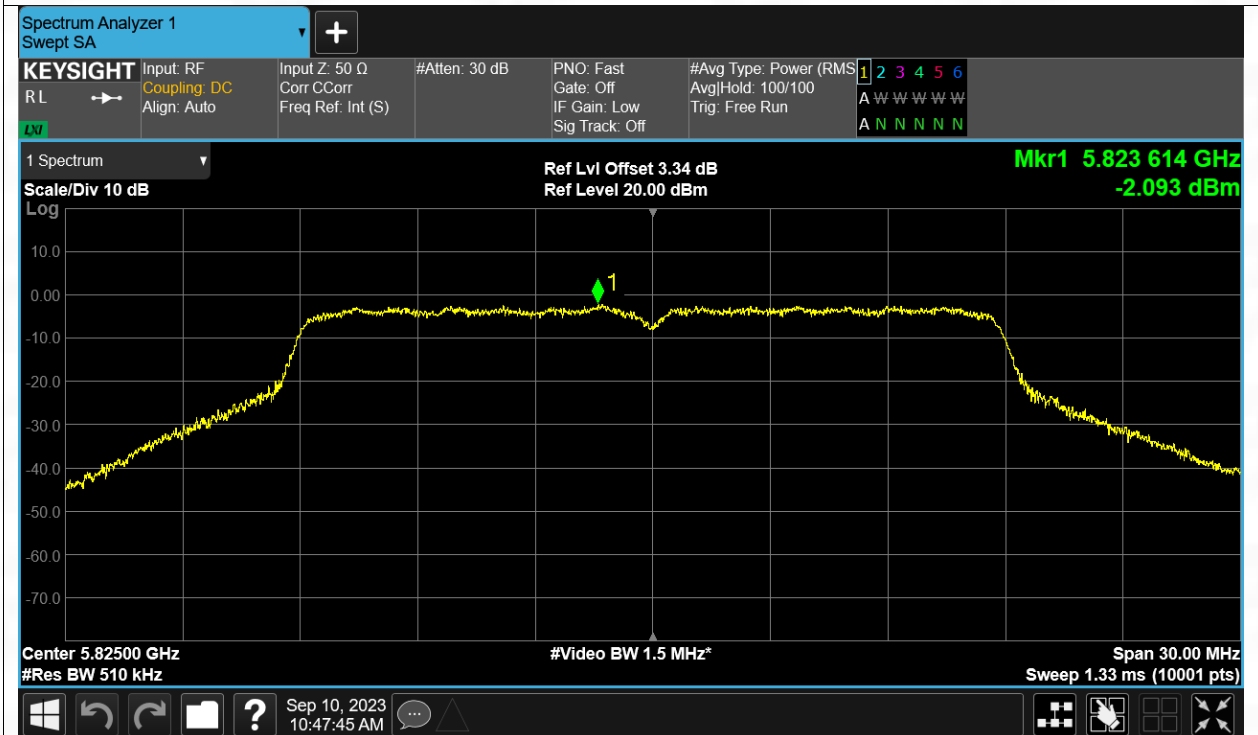 Spectrum Analyzer 1
Swept SA
KEYSIGHT
R L
LXI
Input: RF
Coupling: DC
Align: Auto
Input Z: 50 Ω
Corr CCorr
Freq Ref: Int (S)
#Atten: 30 dB
PNO: Fast
Gate: Off
IF Gain: Low
Sig Track: Off
#Avg Type: Power (RMS
Avg|Hold: 100/100
Trig: Free Run
1 2 3 4 5 6
A W W W W W
A N N N N N
1 Spectrum
Scale/Div 10 dB
Ref Lvl Offset 3.34 dB
Ref Level 20.00 dBm
Mkr1 5.823 614 GHz
-2.093 dBm
Log
10.0
0.00
-10.0
-20.0
-30.0
-40.0
-50.0
-60.0
-70.0
1
Center 5.82500 GHz
#Res BW 510 kHz
#Video BW 1.5 MHz*
Span 30.00 MHz
Sweep 1.33 ms (10001 pts)
?
Sep 10, 2023
10:47:45 AM